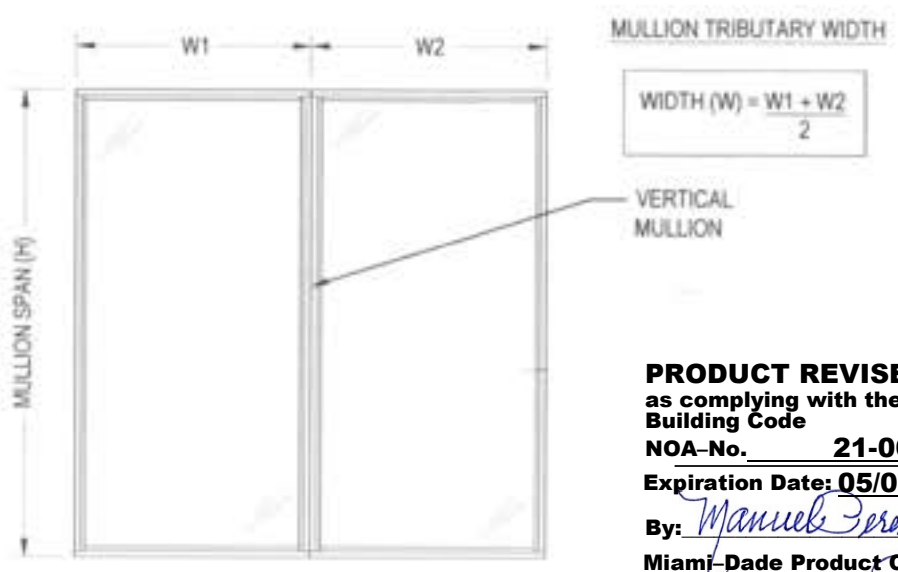 W1
W2
MULLION TRIBUTARY WIDTH
WIDTH (W) = W1 + W2
2
VERTICAL
MULLION
MULLION SPAN (H)
PRODUCT
as complying with the
Building Code
NOA–No.
Expiration Date:
By: Manuel
Miami–Dade Product